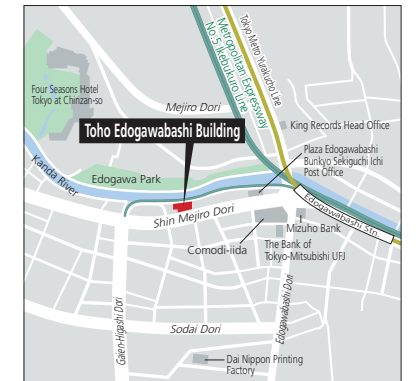 Four Seasons Hotel
Tokyo at Chinzan-so
Mejiro Dori
Metropolitan Expressway
No.5 Ikebukuro Line
Tokyo Metro Yurakucho Line
King Records Head Office
Toho Edogawabashi Building
Plaza Edogawabashi
Bunkyo Sekiguchi Ichi
Post Office
Kanda River
Edogawa Park
Edogawabashi Stn.
Shin Mejiro Dori
Mizuho Bank
Comodi-iida
The Bank of
Tokyo-Mitsubishi UFJ
Gaien-Higashi Dori
Edogawabashi Dori
Sodai Dori
Dai Nippon Printing
Factory